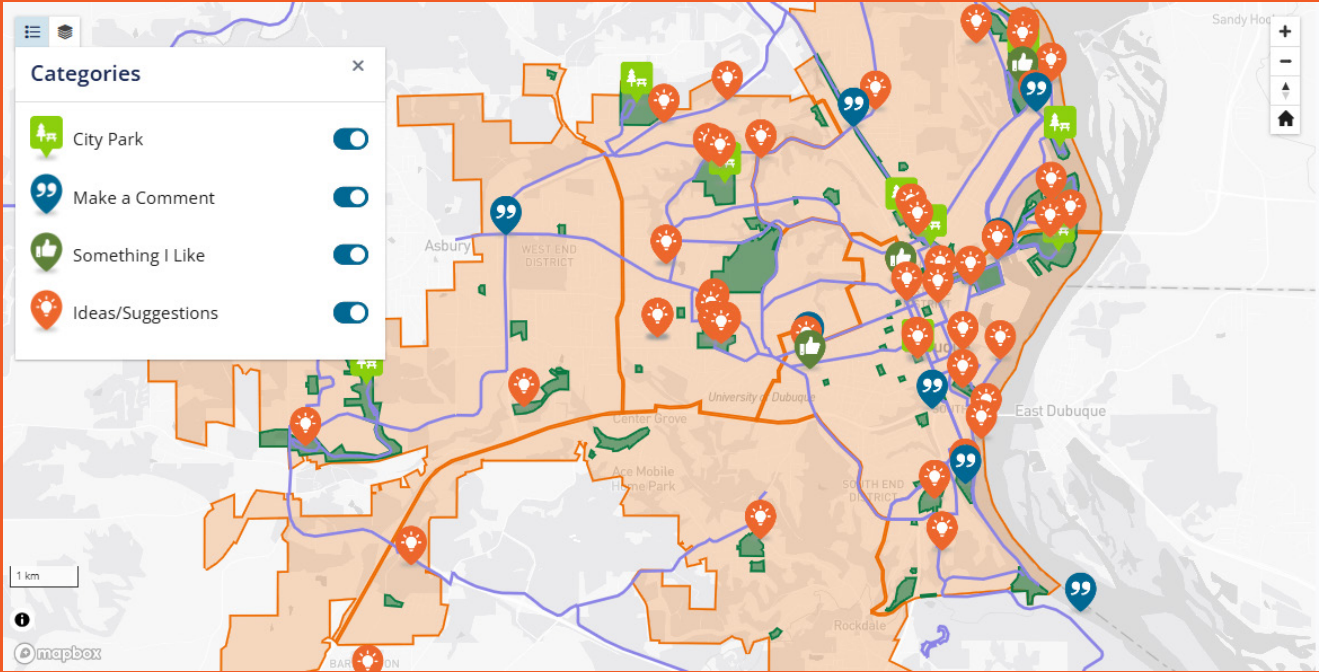 Categories
City Park
Make a Comment
Something I Like
Ideas/Suggestions
Sandy Hoo
Asbury
WEST END
DISTRICT
University of Dubuque
Center Grove
East Dubuque
Ace Mobile
Home Park
SOUTH END
DISTRICT
1 km
Rockdale
mapbox